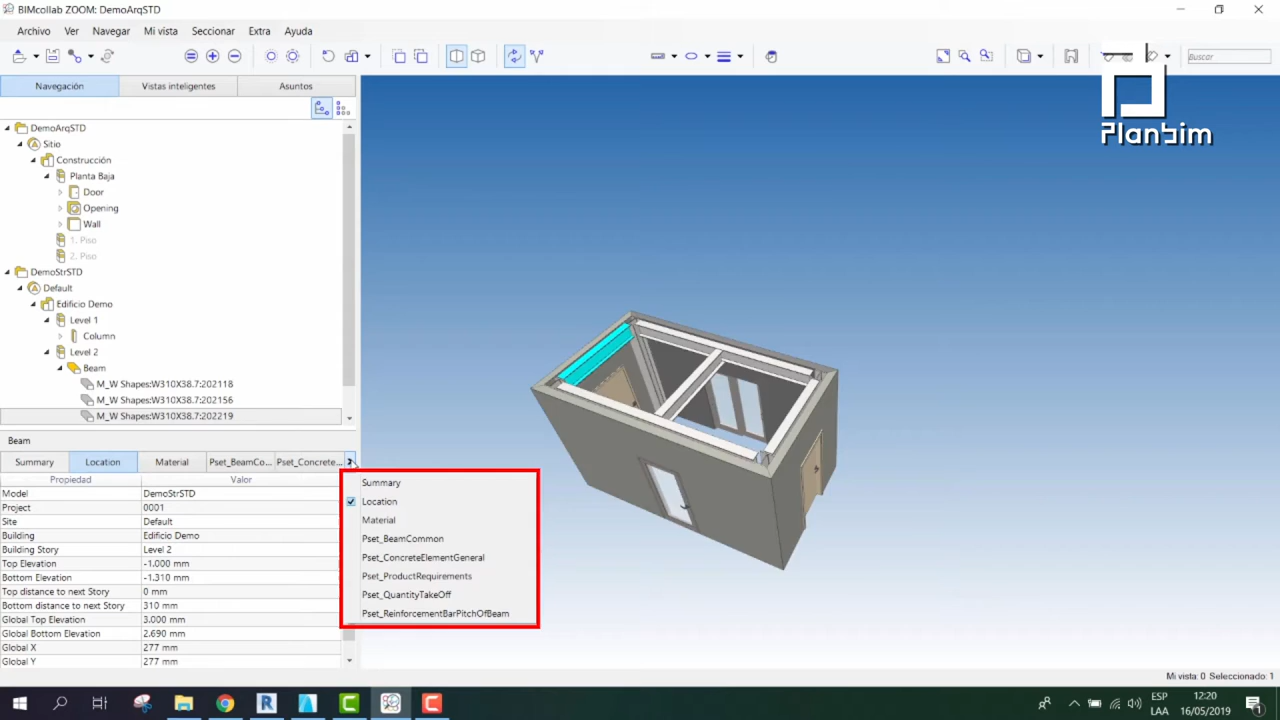 BIMcollab ZOOM: DemoArqSTD
Archivo Ver Navegar Mi vista Seccionar Extra Ayuda
Buscar
Navegación Vistas inteligentes Asuntos
PlanBim
DemoArqSTD
Sitio
Construcción
Planta Baja
Door
Opening
Wall
1. Piso
2. Piso
DemoStrSTD
Default
Edificio Demo
Level 1
Column
Level 2
Beam
M_W Shapes:W310X38.7:202118
M_W Shapes:W310X38.7:202156
M_W Shapes:W310X38.7:202219
Beam
Summary Location Material Pset_BeamCo... Pset_Concrete...
Propiedad Valor
Model DemoStrSTD
Project 0001
Site Default
Building Edificio Demo
Building Story Level 2
Top Elevation -1.000 mm
Bottom Elevation -1.310 mm
Top distance to next Story 0 mm
Bottom distance to next Story 310 mm
Global Top Elevation 3.000 mm
Global Bottom Elevation 2.690 mm
Global X 277 mm
Global Y 277 mm
Summary
Location
Material
Pset_BeamCommon
Pset_ConcreteElementGeneral
Pset_ProductRequirements
Pset_QuantityTakeOff
Pset_ReinforcementBarPitchOfBeam
Mi vista: 0 Seleccionado: 1
ESP
LAA
12:20
16/05/2019
1